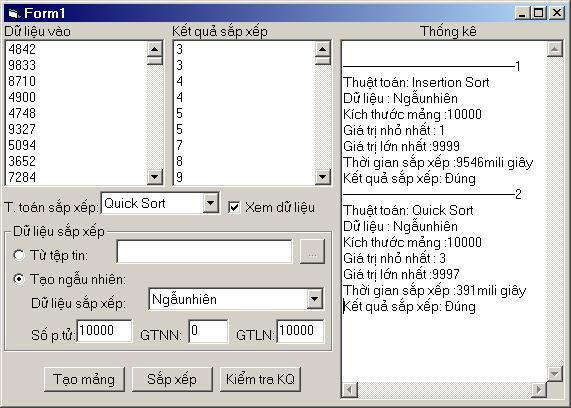 Form1
Dữ liệu vào
4842
9833
8710
4900
4748
9327
5094
3652
7284
Kết quả sắp xếp
3
3
4
4
5
5
7
8
9
Thống kê
1
Thuật toán: Insertion Sort
Dữ liệu : Ngẫunhiên
Kích thước mảng :10000
Giá trị nhỏ nhất : 1
Giá trị lớn nhất :9999
Thời gian sắp xếp :9546mili giây
Kết quả sắp xếp: Đúng
2
Thuật toán: Quick Sort
Dữ liệu : Ngẫunhiên
Kích thước mảng :10000
Giá trị nhỏ nhất : 3
Giá trị lớn nhất :9997
Thời gian sắp xếp :391mili giây
Kết quả sắp xếp: Đúng
T. toán sắp xếp: Quick Sort Xem dữ liệu
Dữ liệu sắp xếp
Từ tập tin: ...
Tạo ngẫu nhiên:
Dữ liệu sắp xếp: Ngẫunhiên
Số p.tử: 10000 GTNN: 0 GTLN: 10000
Tạo mảng Sắp xếp Kiểm tra KQ